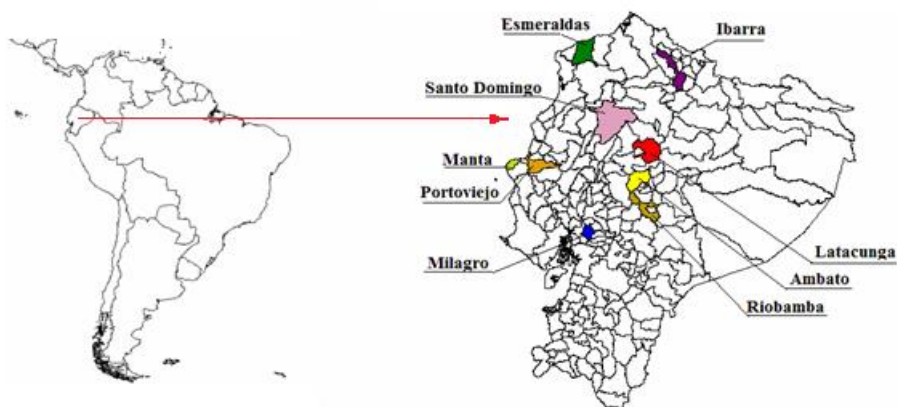 Esmeraldas
Ibarra
Santo Domingo
Manta
Portoviejo
Milagro
Latacunga
Ambato
Riobamba